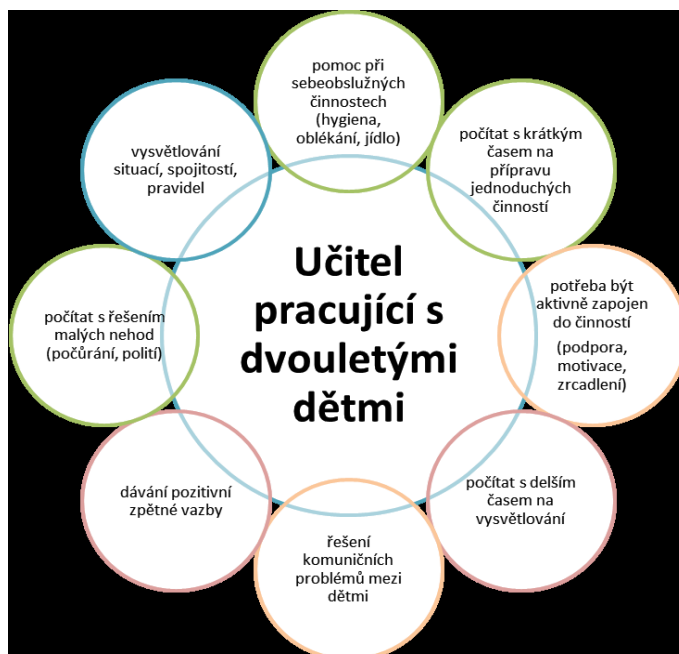 pomoc při
sebeobslužných
činnostech
(hygiena,
oblékání, jídlo)
počítat s krátkým
časem na
přípravu
jednoduchých
činností
potřeba být
aktivně zapojen
do činností
(podpora,
motivace,
zrcadlení)
počítat s delším
časem na
vysvětlování
řešení
komuničních
problémů mezi
dětmi
dávání pozitivní
zpětné vazby
počítat s řešením
malých nehod
(počůrání, polití)
vysvětlování
situací, spojitostí,
pravidel
Učitel
pracující s
dvouletými
dětmi